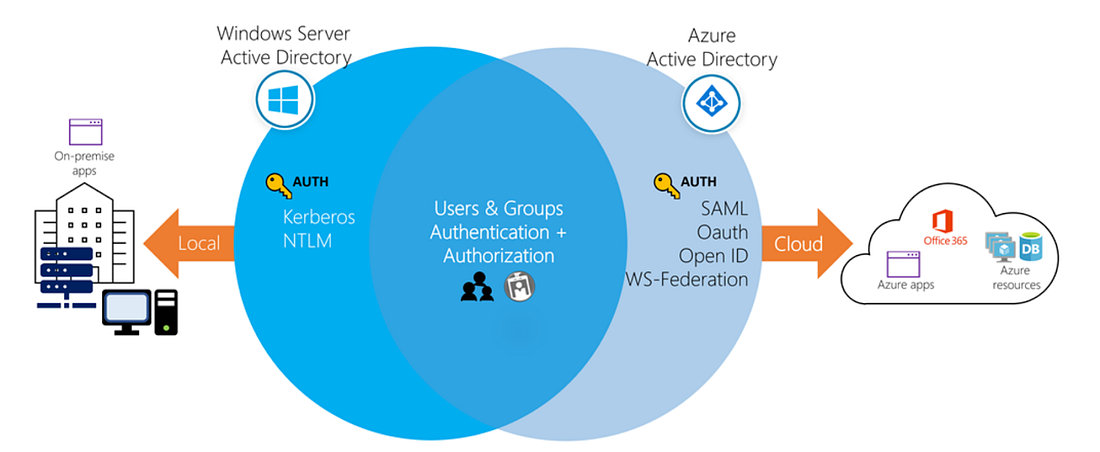 Windows Server
Active Directory
Azure
Active Directory
On-premise
apps
AUTH
Kerberos
NTLM
Local
Users & Groups
Authentication +
Authorization
AUTH
SAML
Oauth
Open ID
WS-Federation
Cloud
Office 365
Azure apps
DB
Azure
resources